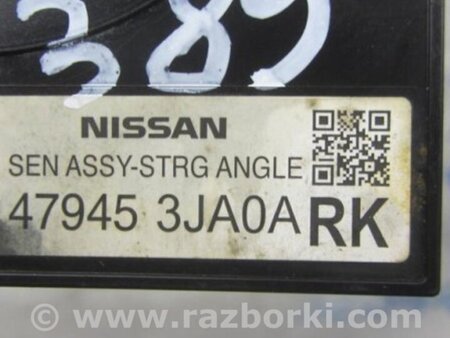 389
NISSAN
SEN ASSY-STRG ANGLE
47945 3JA0A RK
© www.razborki.com